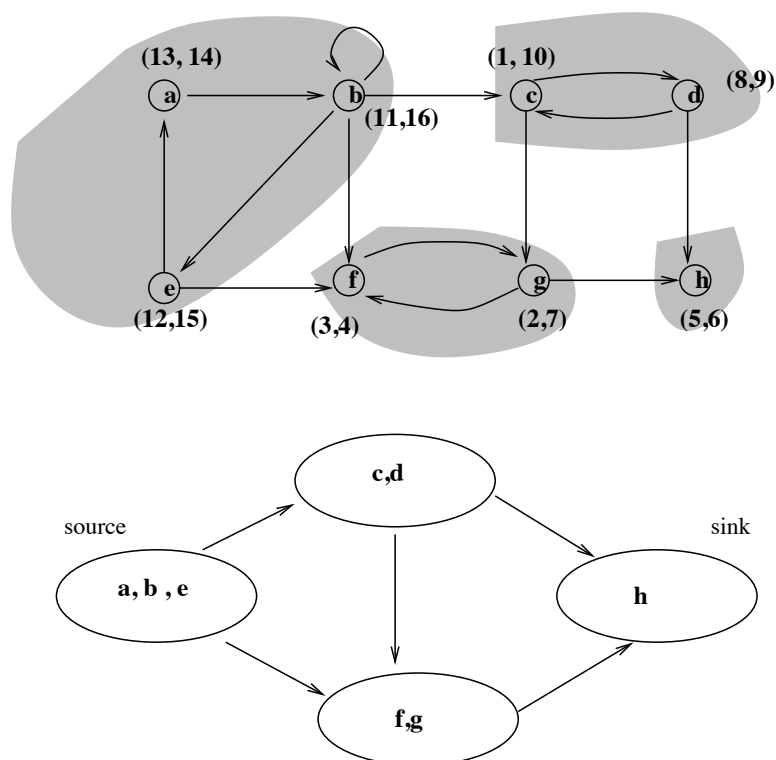 (13, 14)
(1, 10)
(8,9)
a
b
c
d
(11,16)
e
f
g
h
(12,15)
(3,4)
(2,7)
(5,6)
c,d
source
sink
a, b , e
h
f,g